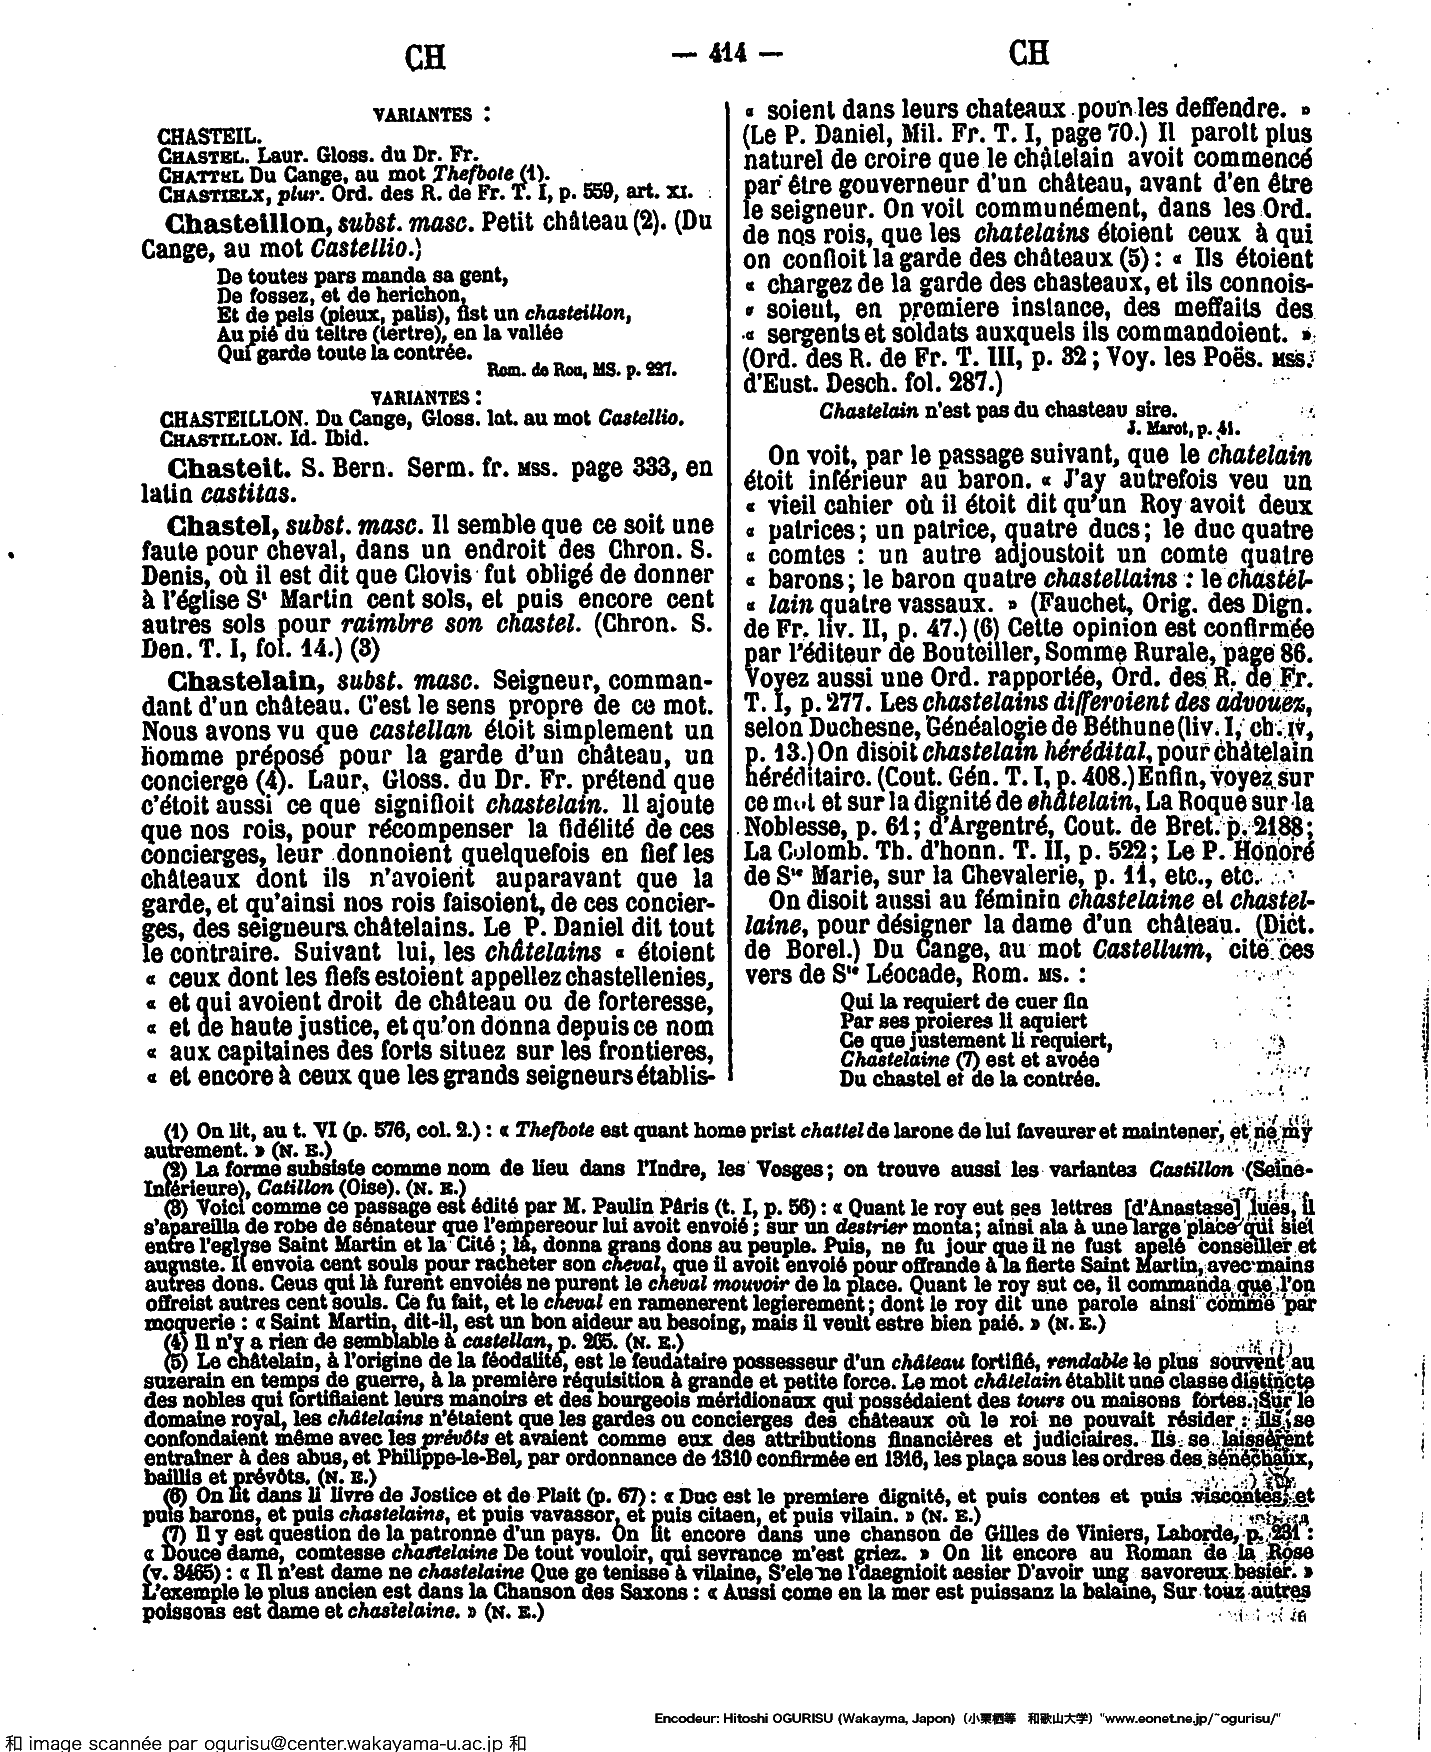 CH — 414 — CH
VARIANTES :
CHASTEIL.
CHASTEL. Laur. Gloss. du Dr. Fr.
CHATTEL Du Cange, au mot Thefbote (1).
CHASTIELX, plur. Ord. des R. de Fr. T. I, p. 559, art. XI.
Chasteillon, subst. masc. Petit château (2). (Du
Cange, au mot Castellio.)
De toutes pars manda sa gent,
De fossez, et de herichon,
Et de pels (pieux, palis), fist un chasteillon,
Au pié du teltre (tertre), en la vallée
Qui garde toute la contrée.
Rom. de Rou, MS. p. 227.
VARIANTES :
CHASTEILLON. Du Cange, Gloss. lat. au mot Castellio.
CHASTILLON. Id. Ibid.
Chasteit. S. Bern. Serm. fr. MSS. page 333, en
latin castitas.
Chastel, subst. masc. Il semble que ce soit une
faute pour cheval, dans un endroit des Chron. S.
Denis, où il est dit que Clovis fut obligé de donner
à l'église St Martin cent sols, et puis encore cent
autres sols pour raimbre son chastel. (Chron. S.
Den. T. I, fol. 14.) (3)
Chastelain, subst. masc. Seigneur, comman-
dant d'un château. C'est le sens propre de ce mot.
Nous avons vu que castellan étoit simplement un
homme préposé pour la garde d'un château, un
concierge (4). Laur, Gloss. du Dr. Fr. prétend que
c'étoit aussi ce que signifioit chastelain. Il ajoute
que nos rois, pour récompenser la fidélité de ces
concierges, leur donnoient quelquefois en fief les
châteaux dont ils n'avoient auparavant que la
garde, et qu'ainsi nos rois faisoient, de ces concier-
ges, des seigneurs châtelains. Le P. Daniel dit tout
le contraire. Suivant lui, les châtelains « étoient
« ceux dont les fiefs estoient appellez chastellenies,
« et qui avoient droit de château ou de forteresse,
« et de haute justice, et qu'on donna depuis ce nom
« aux capitaines des forts situez sur les frontieres,
« et encore à ceux que les grands seigneurs établis-
« soient dans leurs chateaux pour les deffendre. »
(Le P. Daniel, Mil. Fr. T. I, page 70.) Il paroit plus
naturel de croire que le châtelain avoit commencé
par être gouverneur d'un château, avant d'en être
le seigneur. On voit communément, dans les Ord.
de nos rois, que les chatelains étoient ceux à qui
on confioit la garde des châteaux (5) : « Ils étoient
« chargez de la garde des chasteaux, et ils connois-
« soient, en premiere instance, des meffaits des
« sergents et soldats auxquels ils commandoient. »
(Ord. des R. de Fr. T. III, p. 32 ; Voy. les Poës. MSS.
d'Eust. Desch. fol. 287.)
Chastelain n'est pas du chasteau sire.
J. Marot, p. 41.
On voit, par le passage suivant, que le chatelain
étoit inférieur au baron. « J'ay autrefois veu un
« vieil cahier où il étoit dit qu'un Roy avoit deux
« patrices ; un patrice, quatre ducs ; le duc quatre
« comtes : un autre adjoustoit un comte quatre
« barons ; le baron quatre chastellains : le chastel-
« lain quatre vassaux. » (Fauchet, Orig. des Dign.
de Fr. liv. II, p. 47.) (6) Cette opinion est confirmée
par l'éditeur de Bouteiller, Somme Rurale, page 86.
Voyez aussi une Ord. rapportée, Ord. des R. de Fr.
T. I, p. 277. Les chastelains differoient des advouez,
selon Duchesne, Généalogie de Béthune (liv. I, ch. IV,
p. 13.) On disoit chastelain hérédital, pour châtelain
héréditaire. (Cout. Gén. T. I, p. 408.) Enfin, voyez sur
ce mot et sur la dignité de châtelain, La Roque sur la
Noblesse, p. 61 ; d'Argentré, Cout. de Bret. p. 2188 ;
La Colomb. Th. d'honn. T. II, p. 522 ; Le P. Honoré
de Ste Marie, sur la Chevalerie, p. 11, etc., etc.
On disoit aussi au féminin chastelaine et chastel-
laine, pour désigner la dame d'un château. (Dict.
de Borel.) Du Cange, au mot Castellum, cite ces
vers de Ste Léocade, Rom. MS. :
Qui la requiert de cuer fin
Par ses proieres li aquiert
Ce que justement li requiert,
Chastelaine (7) est et avoée
Du chastel et de la contrée.
(1) On lit, au t. VI (p. 576, col. 2.) : « Thefbote est quant home prist chattel de larone de lui faveurer et maintener, et ne my
autrement. » (N. E.)
(2) La forme subsiste comme nom de lieu dans l'Indre, les Vosges ; on trouve aussi les variantes Castillon (Seine-
Inférieure), Catillon (Oise). (N. E.)
(3) Voici comme ce passage est édité par M. Paulin Pâris (t. I, p. 56) : « Quant le roy eut ses lettres [d'Anastase] lues, il
s'apareilla de robe de sénateur que l'empereour lui avoit envoié ; sur un destrier monta ; ainsi ala à une large place qui siet
entre l'eglyse Saint Martin et la Cité ; là, donna grans dons au peuple. Puis, ne fu jour que il ne fust apelé conseiller et
auguste. Il envoia cent souls pour racheter son cheval, que il avoit envoié pour offrande à la fierte Saint Martin, avec mains
autres dons. Ceus qui là furent envoiés ne purent le cheval mouvoir de la place. Quant le roy sut ce, il commanda que l'on
offreist autres cent souls. Ce fu fait, et le cheval en ramenerent legierement ; dont le roy dit une parole ainsi comme par
mocquerie : « Saint Martin, dit-il, est un bon aideur au besoing, mais il veult estre bien paié. » (N. E.)
(4) Il n'y a rien de semblable à castellan, p. 265. (N. E.)
(5) Le châtelain, à l'origine de la féodalité, est le feudataire possesseur d'un château fortifié, rendable le plus souvent au
suzerain en temps de guerre, à la première réquisition à grande et petite force. Le mot châtelain établit une classe distincte
des nobles qui fortifiaient leurs manoirs et des bourgeois méridionaux qui possédaient des tours ou maisons fortes. Sur le
domaine royal, les châtelains n'étaient que les gardes ou concierges des châteaux où le roi ne pouvait résider : ils se
confondaient même avec les prévôts et avaient comme eux des attributions financières et judiciaires. Ils se laissèrent
entraîner à des abus, et Philippe-le-Bel, par ordonnance de 1310 confirmée en 1316, les plaça sous les ordres des sénéchaux,
baillis et prévôts. (N. E.)
(6) On lit dans li livre de Jostice et de Plait (p. 67) : « Duc est le premiere dignité, et puis contes et puis viscontes, et
puis barons, et puis chastelains, et puis vavassor, et puis citaen, et puis vilain. » (N. E.)
(7) Il y est question de la patronne d'un pays. On lit encore dans une chanson de Gilles de Viniers, Laborde, p. 231 :
« Douce dame, comtesse chastelaine De tout vouloir, qui sevrance m'est griez. » On lit encore au Roman de la Rose
(v. 3465) : « Il n'est dame ne chastelaine Que ge tenisse à vilaine, S'ele ne l'daegnioit aesier D'avoir ung savoreux besier. »
L'exemple le plus ancien est dans la Chanson des Saxons : « Aussi come en la mer est puissanz la balaine, Sur touz autres
poissons est dame et chastelaine. » (N. E.)
Encodeur: Hitoshi OGURISU (Wakayma, Japon)（小栗栖等 和歌山大学）"www.eonet.ne.jp/~ogurisu/"
和 image scannée par ogurisu@center.wakayama-u.ac.jp 和